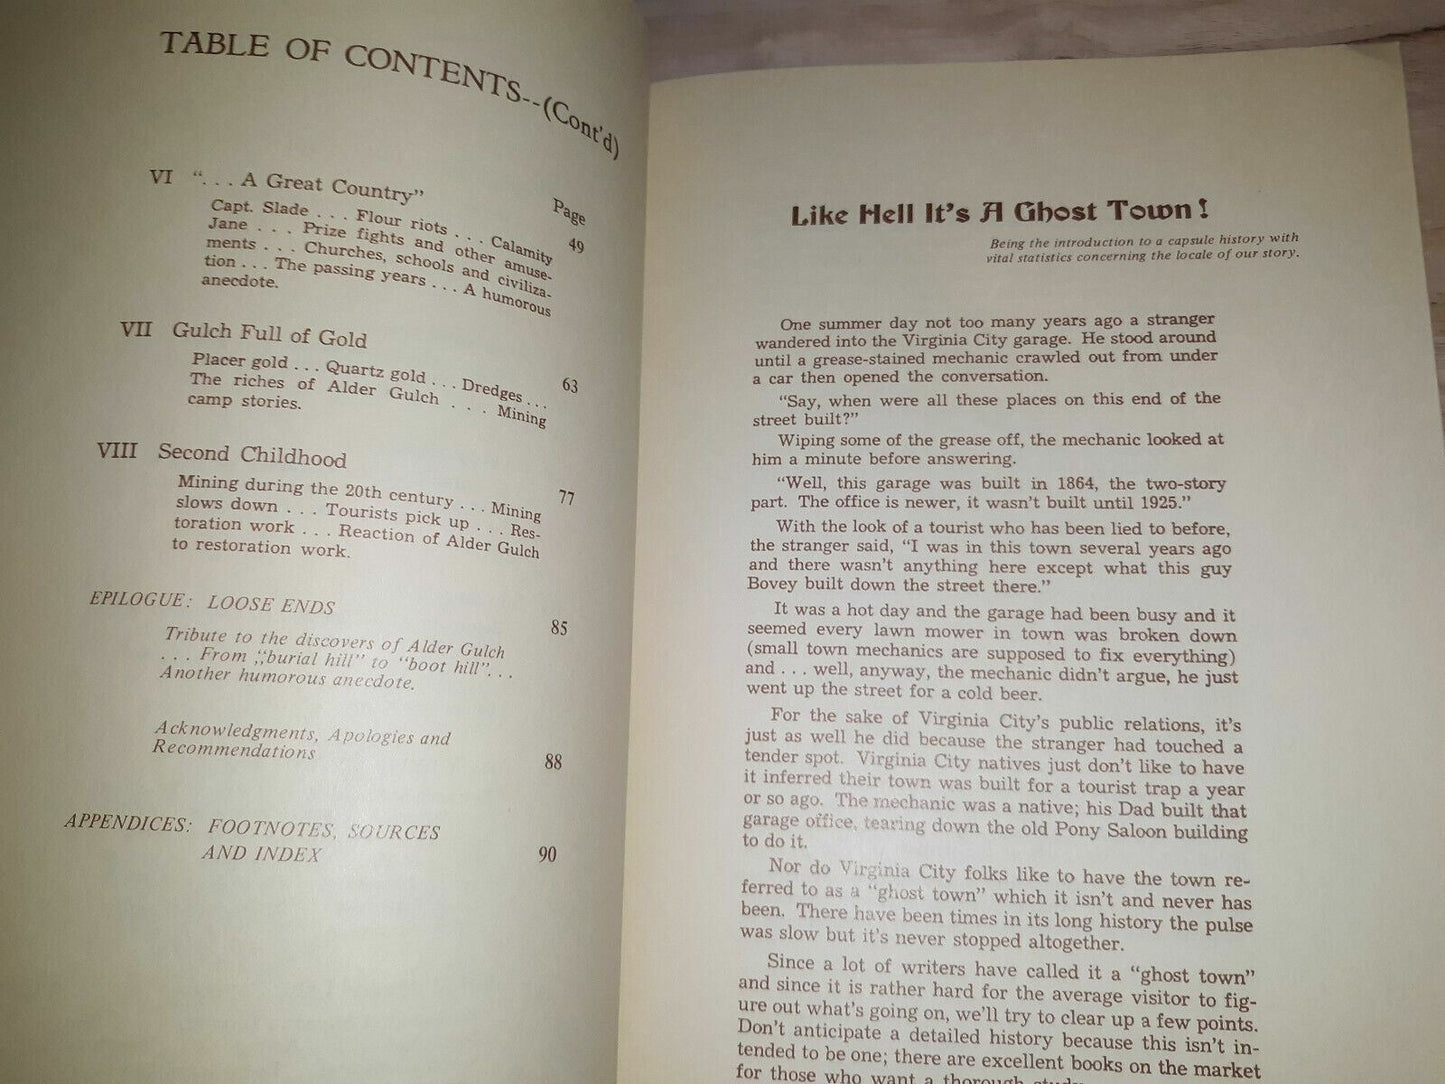 TABLE OF CONTENTS--(Cont'd)
Page
VI ". . . A Great Country"
49
Capt. Slade . . . Flour riots . . . Calamity
Jane . . . Prize fights and other amuse-
ments . . . Churches, schools and civiliza-
tion . . . The passing years . . . A humorous
anecdote.
VII Gulch Full of Gold
63
Placer gold . . . Quartz gold . . . Dredges . . .
The riches of Alder Gulch . . . Mining
camp stories.
VIII Second Childhood
77
Mining during the 20th century . . . Mining
slows down . . . Tourists pick up . . . Res-
toration work . . . Reaction of Alder Gulch
to restoration work.
EPILOGUE: LOOSE ENDS
85
Tribute to the discovers of Alder Gulch
. . . From ,,"burial hill" to "boot hill". . .
Another humorous anecdote.
Acknowledgments, Apologies and
Recommendations
88
APPENDICES: FOOTNOTES, SOURCES
AND INDEX
90
Like Hell It's A Ghost Town!
Being the introduction to a capsule history with
vital statistics concerning the locale of our story.
One summer day not too many years ago a stranger
wandered into the Virginia City garage. He stood around
until a grease-stained mechanic crawled out from under
a car then opened the conversation.
"Say, when were all these places on this end of the
street built?"
Wiping some of the grease off, the mechanic looked at
him a minute before answering.
"Well, this garage was built in 1864, the two-story
part. The office is newer, it wasn't built until 1925."
With the look of a tourist who has been lied to before,
the stranger said, "I was in this town several years ago
and there wasn't anything here except what this guy
Bovey built down the street there."
It was a hot day and the garage had been busy and it
seemed every lawn mower in town was broken down
(small town mechanics are supposed to fix everything)
and . . . well, anyway, the mechanic didn't argue, he just
went up the street for a cold beer.
For the sake of Virginia City's public relations, it's
just as well he did because the stranger had touched a
tender spot. Virginia City natives just don't like to have
it inferred their town was built for a tourist trap a year
or so ago. The mechanic was a native; his Dad built that
garage office, tearing down the old Pony Saloon building
to do it.
Nor do Virginia City folks like to have the town re-
ferred to as a "ghost town" which it isn't and never has
been. There have been times in its long history the pulse
was slow but it's never stopped altogether.
Since a lot of writers have called it a "ghost town"
and since it is rather hard for the average visitor to fig-
ure out what's going on, we'll try to clear up a few points.
Don't anticipate a detailed history because this isn't in-
tended to be one; there are excellent books on the market
for those who want a thorough